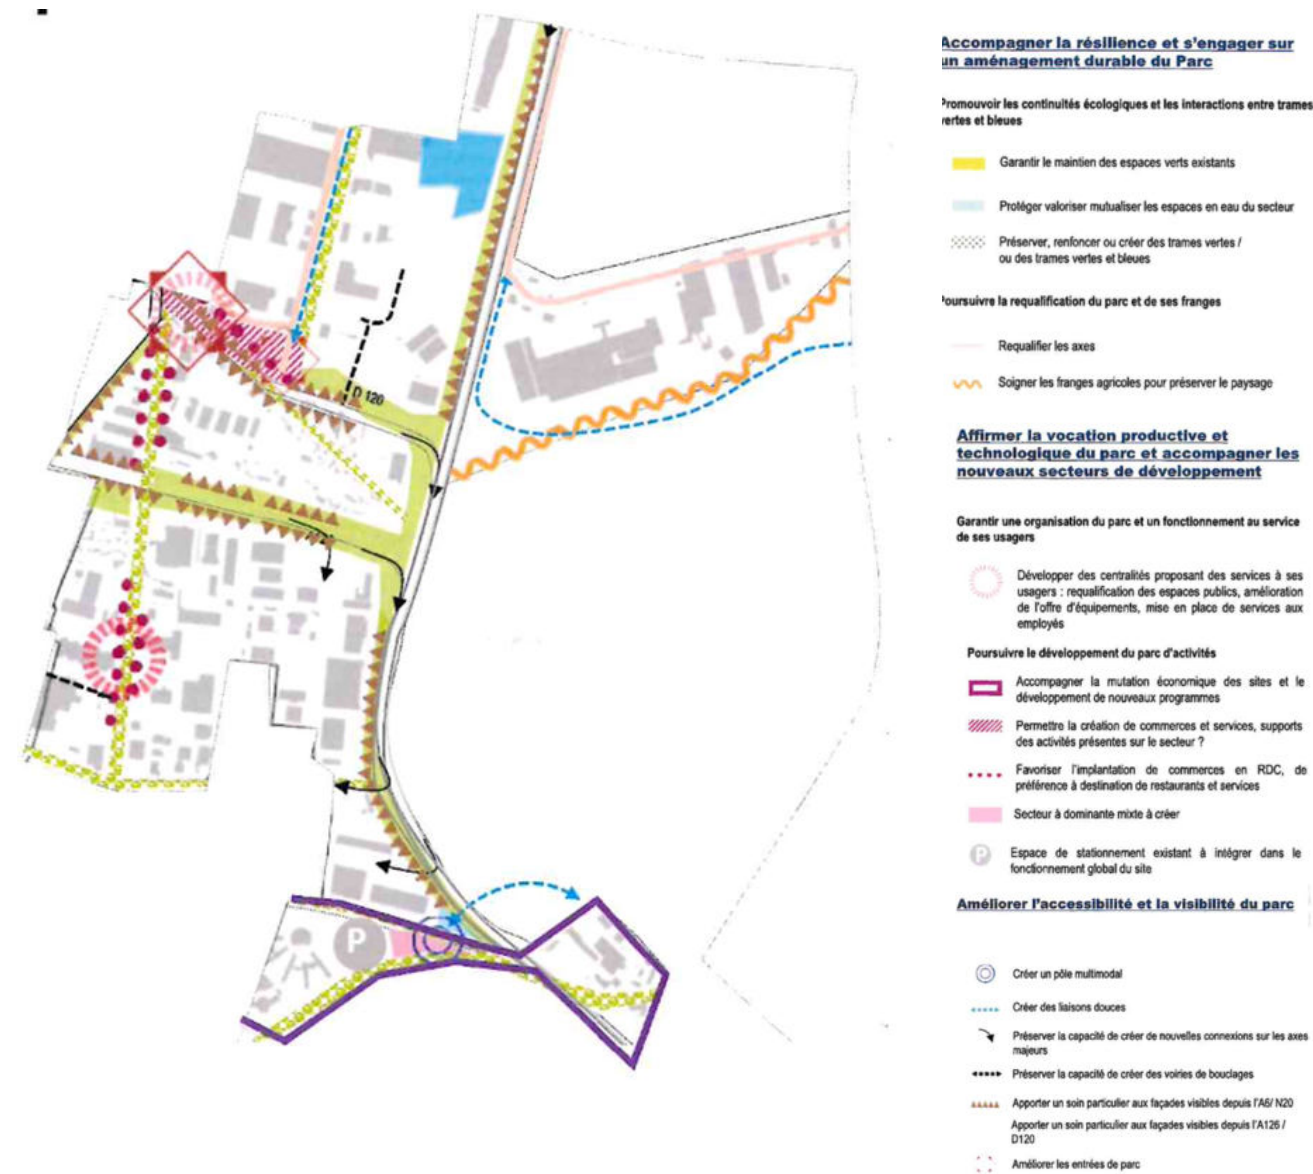 D 120
P
Accompagner la résilience et s'engager sur
un aménagement durable du Parc
Promouvoir les continuités écologiques et les interactions entre trames
vertes et bleues
Garantir le maintien des espaces verts existants
Protéger valoriser mutualiser les espaces en eau du secteur
Préserver, renfoncer ou créer des trames vertes /
ou des trames vertes et bleues
Poursuivre la requalification du parc et de ses franges
Requalifier les axes
Soigner les franges agricoles pour préserver le paysage
Affirmer la vocation productive et
technologique du parc et accompagner les
nouveaux secteurs de développement
Garantir une organisation du parc et un fonctionnement au service
de ses usagers
Développer des centralités proposant des services à ses
usagers : requalification des espaces publics, amélioration
de l'offre d'équipements, mise en place de services aux
employés
Poursuivre le développement du parc d'activités
Accompagner la mutation économique des sites et le
développement de nouveaux programmes
Permettre la création de commerces et services, supports
des activités présentes sur le secteur ?
Favoriser l'implantation de commerces en RDC, de
préférence à destination de restaurants et services
Secteur à dominante mixte à créer
P
Espace de stationnement existant à intégrer dans le
fonctionnement global du site
Améliorer l'accessibilité et la visibilité du parc
Créer un pôle multimodal
Créer des liaisons douces
Préserver la capacité de créer de nouvelles connexions sur les axes
majeurs
Préserver la capacité de créer des voiries de bouclages
Apporter un soin particulier aux façades visibles depuis l'A6/ N20
Apporter un soin particulier aux façades visibles depuis l'A126 /
D120
Améliorer les entrées de parc